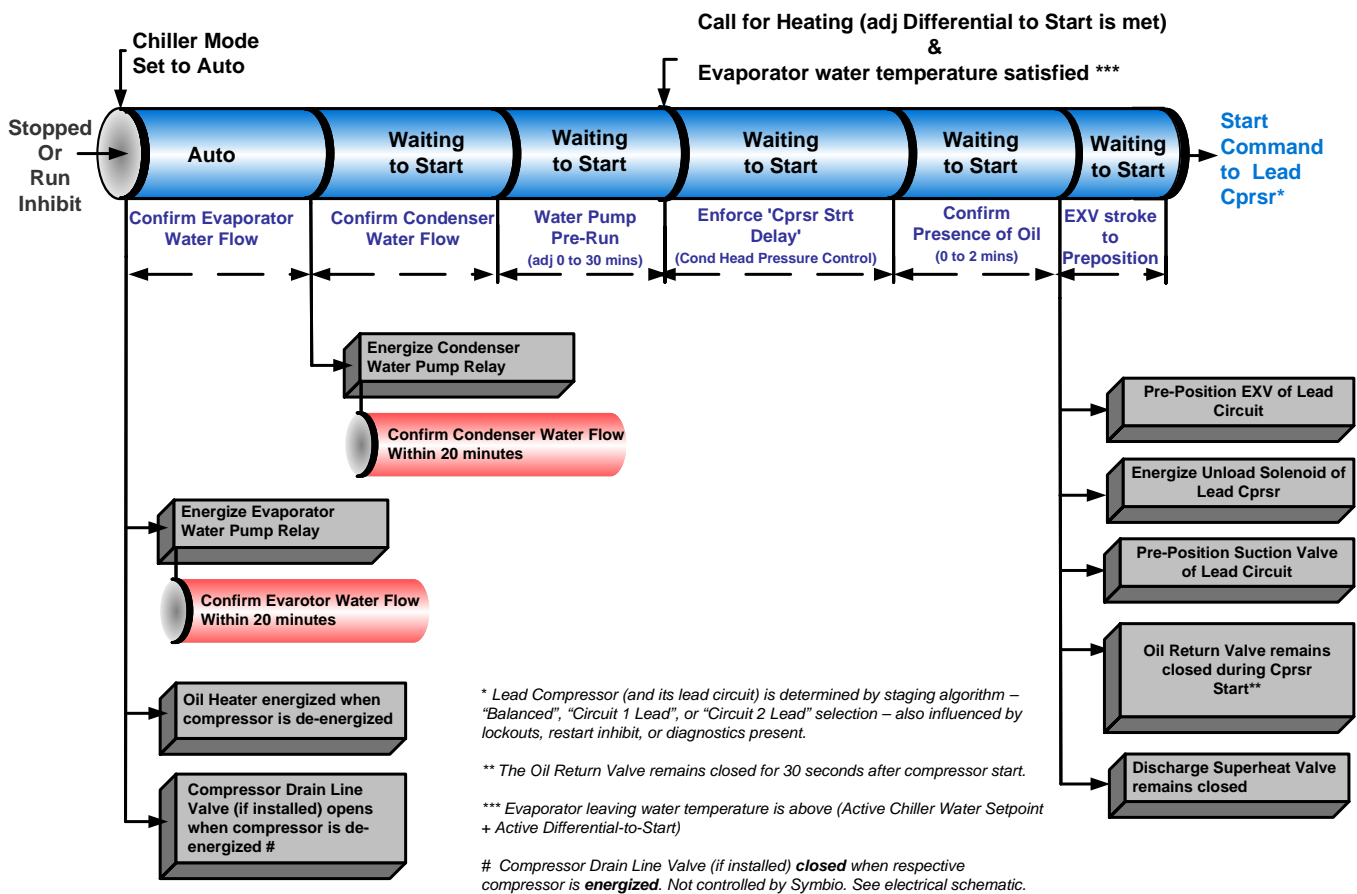 Chiller Mode
Set to Auto
Call for Heating (adj Differential to Start is met)
&
Evaporator water temperature satisfied ***
Stopped
Or
Run
Inhibit
Auto
Waiting
to Start
Waiting
to Start
Waiting
to Start
Waiting
to Start
Waiting
to Start
Start
Command
to Lead
Cprsr*
Confirm Evaporator
Water Flow
Confirm Condenser
Water Flow
Water Pump
Pre-Run
(adj 0 to 30 mins)
Enforce 'Cprsr Strt
Delay'
(Cond Head Pressure Control)
Confirm
Presence of Oil
(0 to 2 mins)
EXV stroke
to
Preposition
Energize Condenser
Water Pump Relay
Confirm Condenser Water Flow
Within 20 minutes
Energize Evaporator
Water Pump Relay
Confirm Evarotor Water Flow
Within 20 minutes
Oil Heater energized when
compressor is de-energized
Compressor Drain Line
Valve (if installed) opens
when compressor is de-
energized #
Pre-Position EXV of Lead
Circuit
Energize Unload Solenoid of
Lead Cprsr
Pre-Position Suction Valve
of Lead Circuit
Oil Return Valve remains
closed during Cprsr
Start**
Discharge Superheat Valve
remains closed
* Lead Compressor (and its lead circuit) is determined by staging algorithm –
“Balanced”, “Circuit 1 Lead”, or “Circuit 2 Lead” selection – also influenced by
lockouts, restart inhibit, or diagnostics present.
** The Oil Return Valve remains closed for 30 seconds after compressor start.
*** Evaporator leaving water temperature is above (Active Chiller Water Setpoint
+ Active Differential-to-Start)
# Compressor Drain Line Valve (if installed) closed when respective
compressor is energized. Not controlled by Symbio. See electrical schematic.